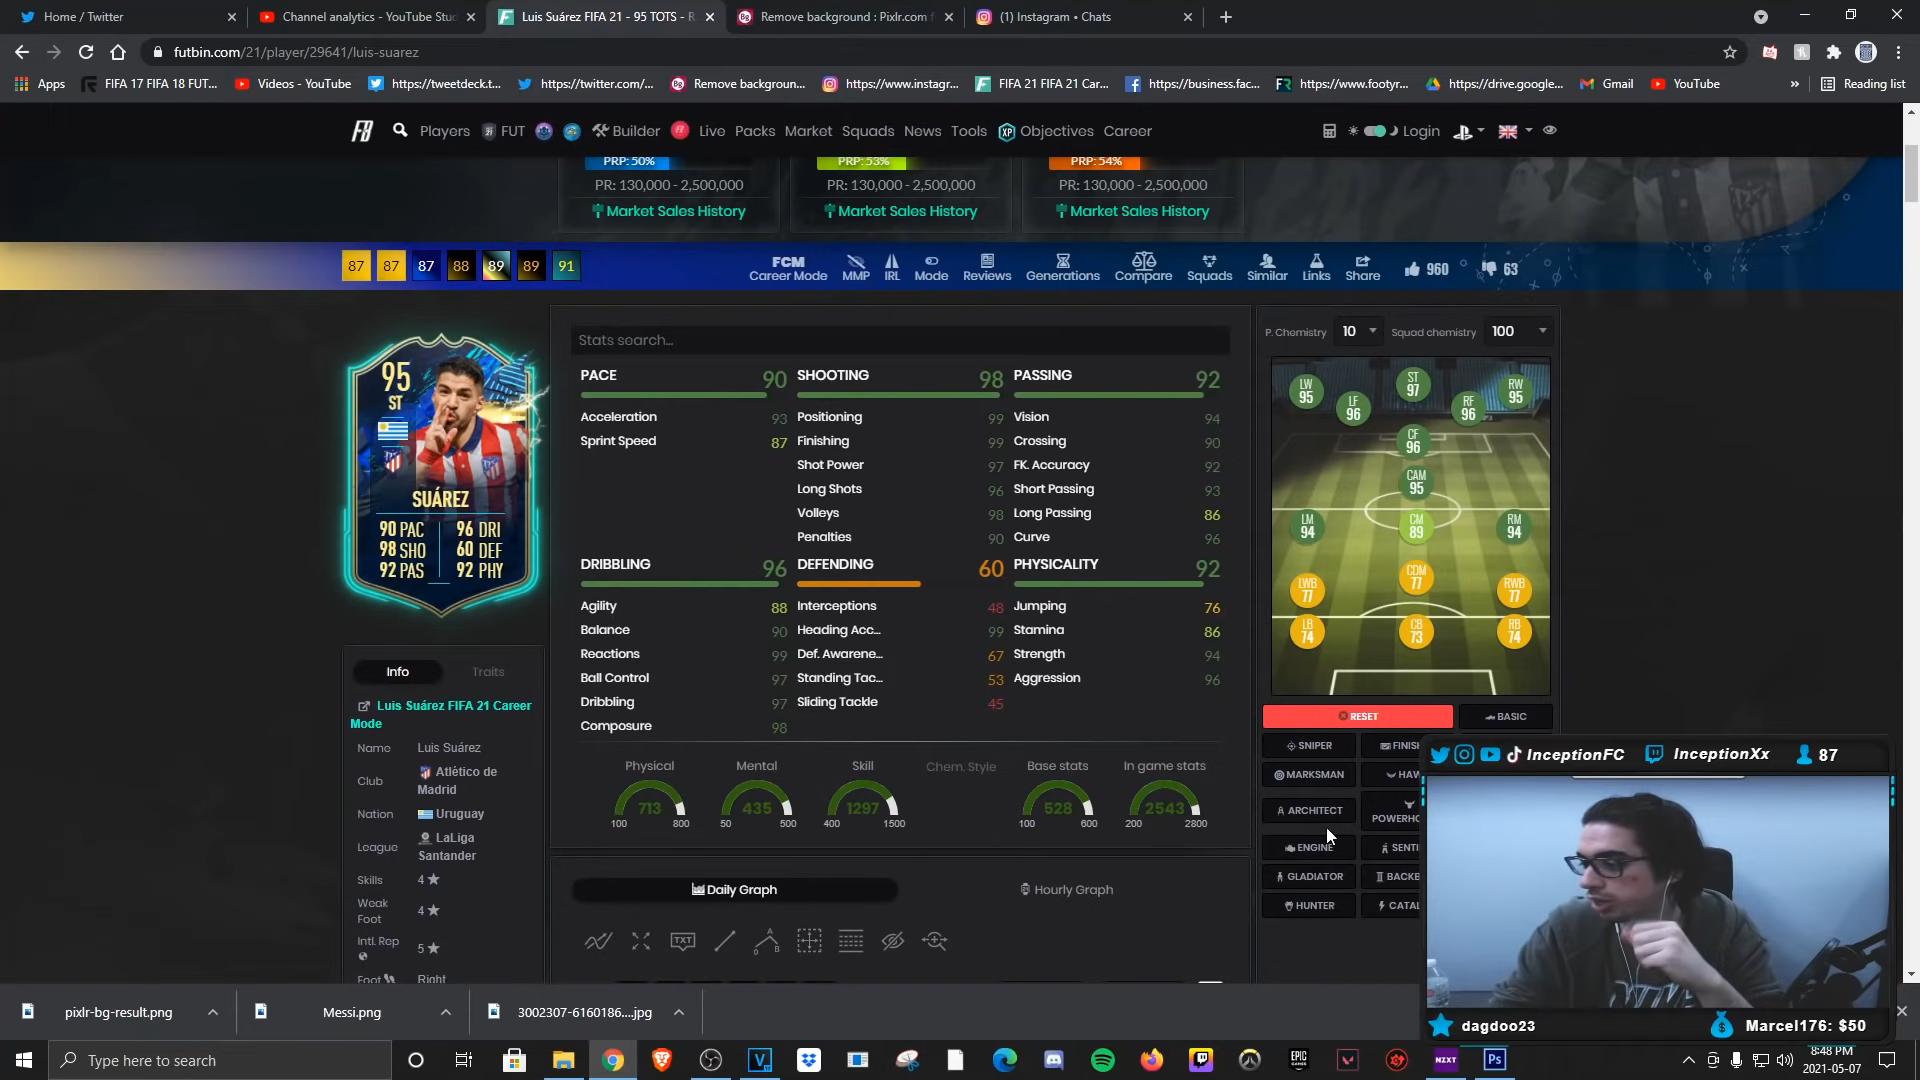 Home / Twitter
Channel analytics - YouTube Stud
Luis Suárez FIFA 21 - 95 TOTS - R
Remove background : Pixlr.com f
(1) Instagram • Chats
futbin.com/21/player/29641/luis-suarez
Apps
FIFA 17 FIFA 18 FUT...
Videos - YouTube
https://tweetdeck.t...
https://twitter.com/...
Remove backgroun...
https://www.instagr...
FIFA 21 FIFA 21 Car...
https://business.fac...
https://www.footyr...
https://drive.google...
Gmail
YouTube
»
Reading list
Players
FUT
Builder
Live
Packs
Market
Squads
News
Tools
XP
Objectives
Career
Login
PRP: 50%
PRP: 53%
PRP: 54%
PR: 130,000 - 2,500,000
PR: 130,000 - 2,500,000
PR: 130,000 - 2,500,000
Market Sales History
Market Sales History
Market Sales History
87
87
87
88
89
89
91
FCM
Career Mode
MMP
IRL
Mode
Reviews
Generations
Compare
Squads
Similar
Links
Share
960
63
95
ST
SUÁREZ
90 PAC
96 DRI
98 SHO
60 DEF
92 PAS
92 PHY
Stats search...
PACE 90
Acceleration 93
Sprint Speed 87
SHOOTING 98
Positioning 99
Finishing 99
Shot Power 97
Long Shots 96
Volleys 98
Penalties 90
PASSING 92
Vision 94
Crossing 90
FK. Accuracy 92
Short Passing 93
Long Passing 86
Curve 96
DRIBBLING 96
Agility 88
Balance 90
Reactions 99
Ball Control 97
Dribbling 97
Composure 98
DEFENDING 60
Interceptions 48
Heading Acc... 99
Def. Awarene... 67
Standing Tac... 53
Sliding Tackle 45
PHYSICALITY 92
Jumping 76
Stamina 86
Strength 94
Aggression 96
Physical
713
100 800
Mental
435
50 500
Skill
1297
400 1500
Chem. Style
Base stats
528
100 600
In game stats
2543
200 2800
Daily Graph
Hourly Graph
TXT
Info
Traits
Luis Suárez FIFA 21 Career
Mode
Name Luis Suárez
Club Atlético de
Madrid
Nation Uruguay
League LaLiga
Santander
Skills 4
Weak
Foot 4
Intl. Rep 5
Foot Right
P. Chemistry 10
Squad chemistry 100
LW
95
LF
96
ST
97
RF
96
RW
95
CF
96
CAM
95
LM
94
CM
89
RM
94
LWB
77
CDM
77
RWB
77
LB
74
CB
73
RB
74
RESET
BASIC
SNIPER
FINISH
MARKSMAN
HAW
ARCHITECT
POWERHO
ENGINE
SENTI
GLADIATOR
BACKB
HUNTER
CATAL
InceptionFC
InceptionXx
87
dagdoo23
Marcel176: $50
pixlr-bg-result.png
Messi.png
3002307-6160186....jpg
Type here to search
EPIC
GAMES
NZXT
Ps
8:48 PM
2021-05-07